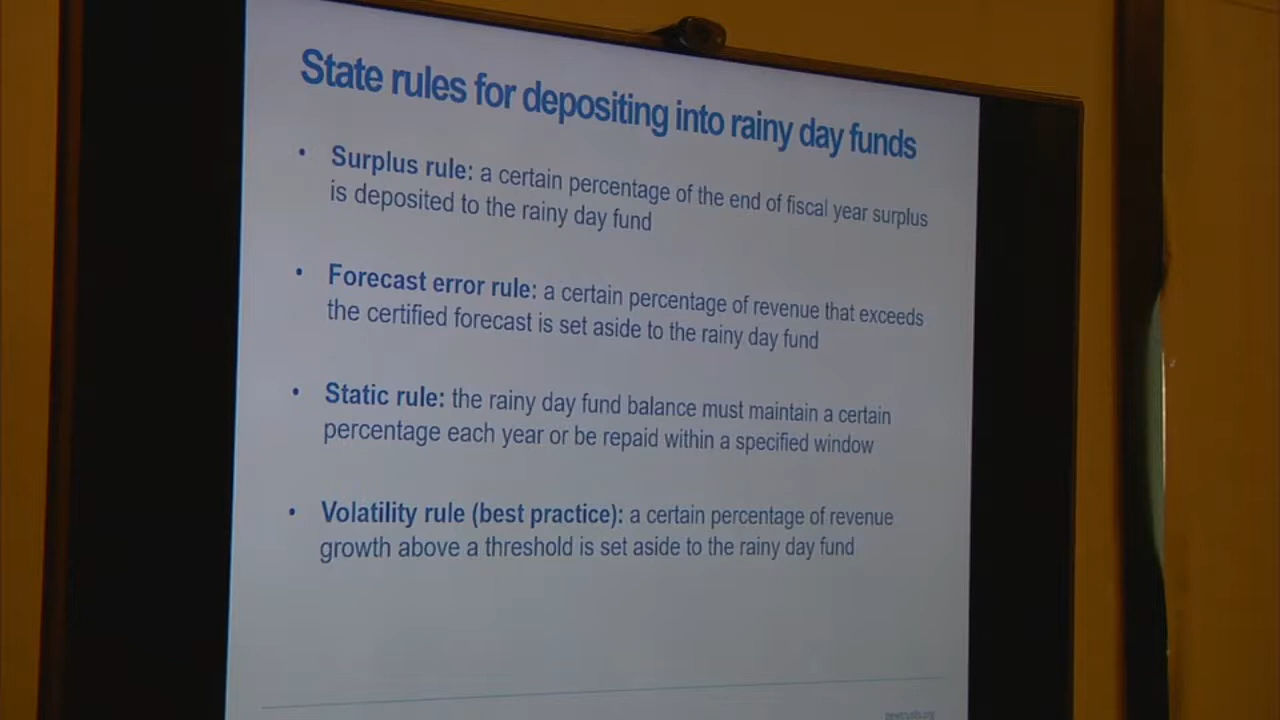 State rules for depositing into rainy day funds
• Surplus rule: a certain percentage of the end of fiscal year surplus
is deposited to the rainy day fund
• Forecast error rule: a certain percentage of revenue that exceeds
the certified forecast is set aside to the rainy day fund
• Static rule: the rainy day fund balance must maintain a certain
percentage each year or be repaid within a specified window
• Volatility rule (best practice): a certain percentage of revenue
growth above a threshold is set aside to the rainy day fund